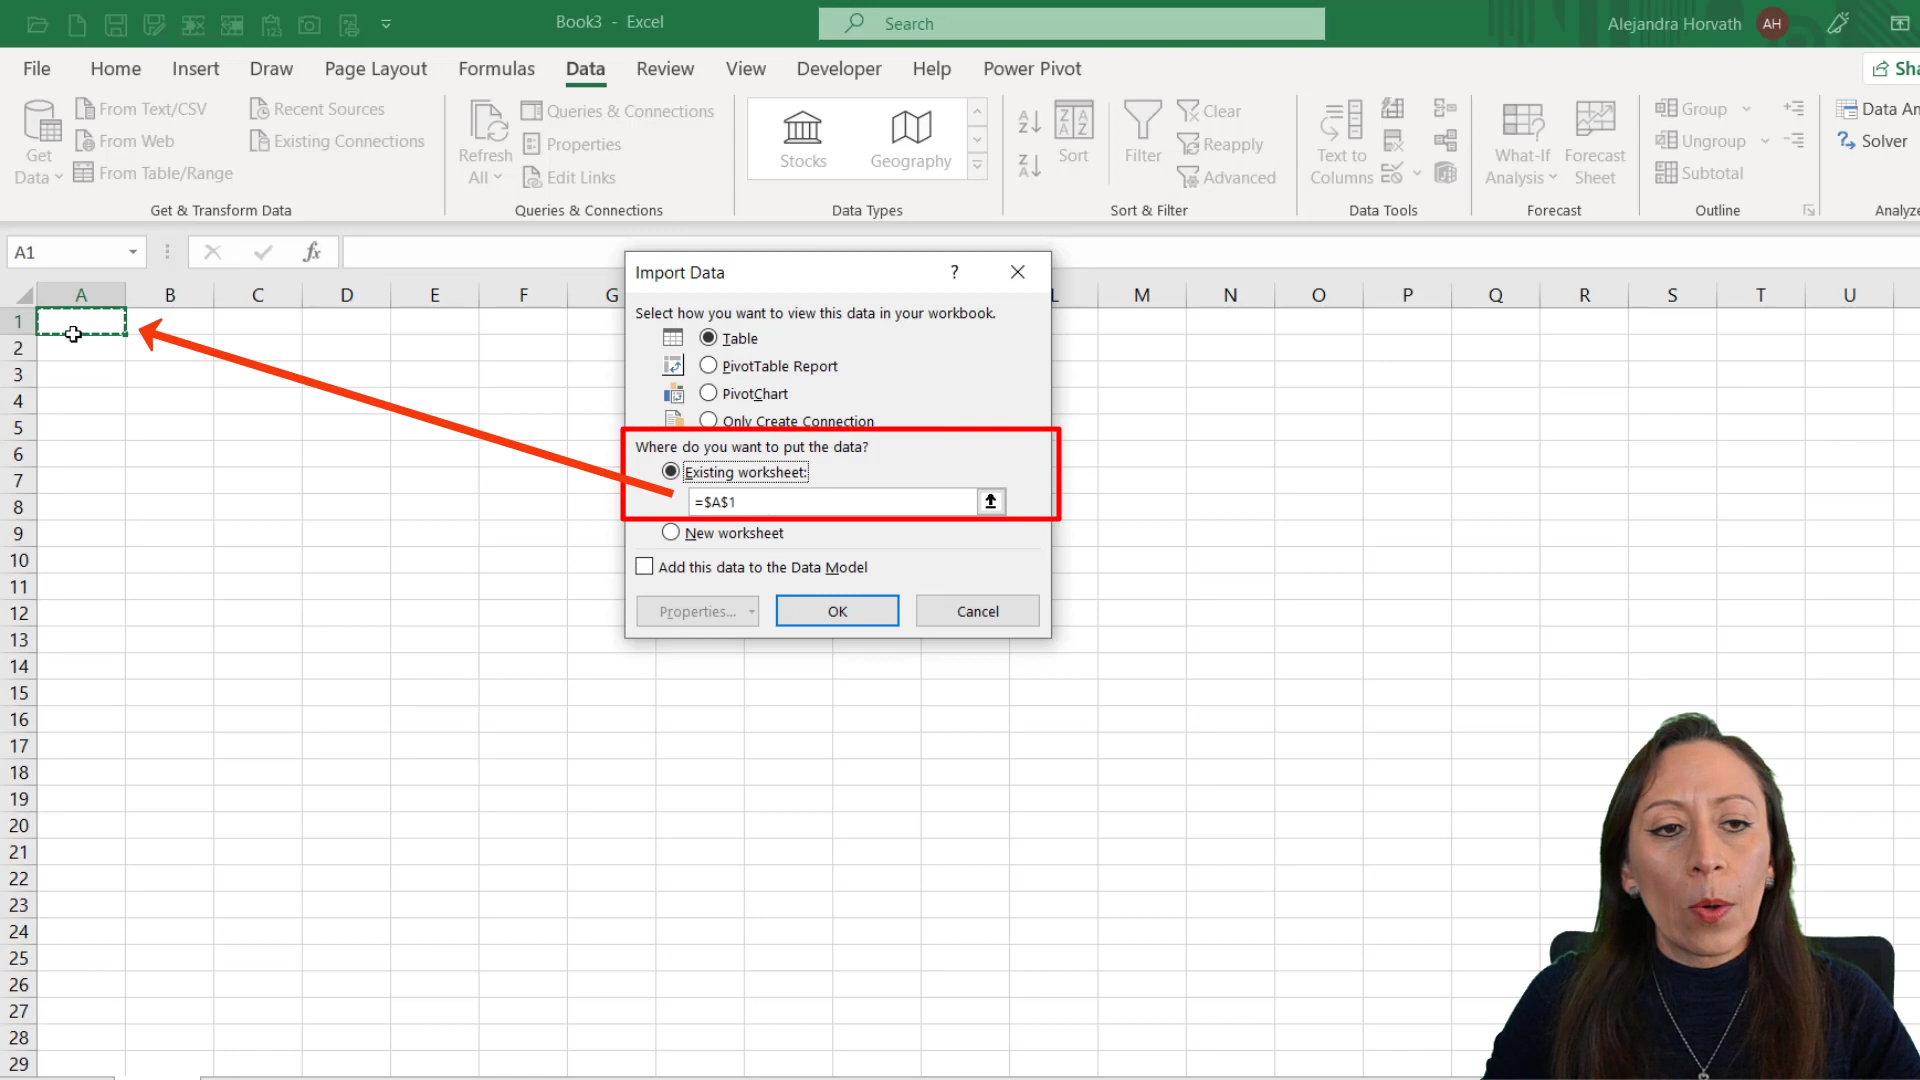 Book3 - Excel
Search
Alejandra Horvath
AH
File Home Insert Draw Page Layout Formulas Data Review View Developer Help Power Pivot
Get Data
From Text/CSV
From Web
From Table/Range
Recent Sources
Existing Connections
Get & Transform Data
Refresh All
Queries & Connections
Properties
Edit Links
Queries & Connections
Stocks
Geography
Data Types
Sort
Filter
Clear
Reapply
Advanced
Sort & Filter
Text to Columns
Data Tools
What-If Analysis
Forecast Sheet
Forecast
Group
Ungroup
Subtotal
Outline
Data
Solver
A1
fx
A B C D E F G L M N O P Q R S T U
1
2
3
4
5
6
7
8
9
10
11
12
13
14
15
16
17
18
19
20
21
22
23
24
25
26
27
28
29
Import Data ?
Select how you want to view this data in your workbook.
Table
PivotTable Report
PivotChart
Only Create Connection
Where do you want to put the data?
Existing worksheet:
=$A$1
New worksheet
Add this data to the Data Model
Properties... OK Cancel